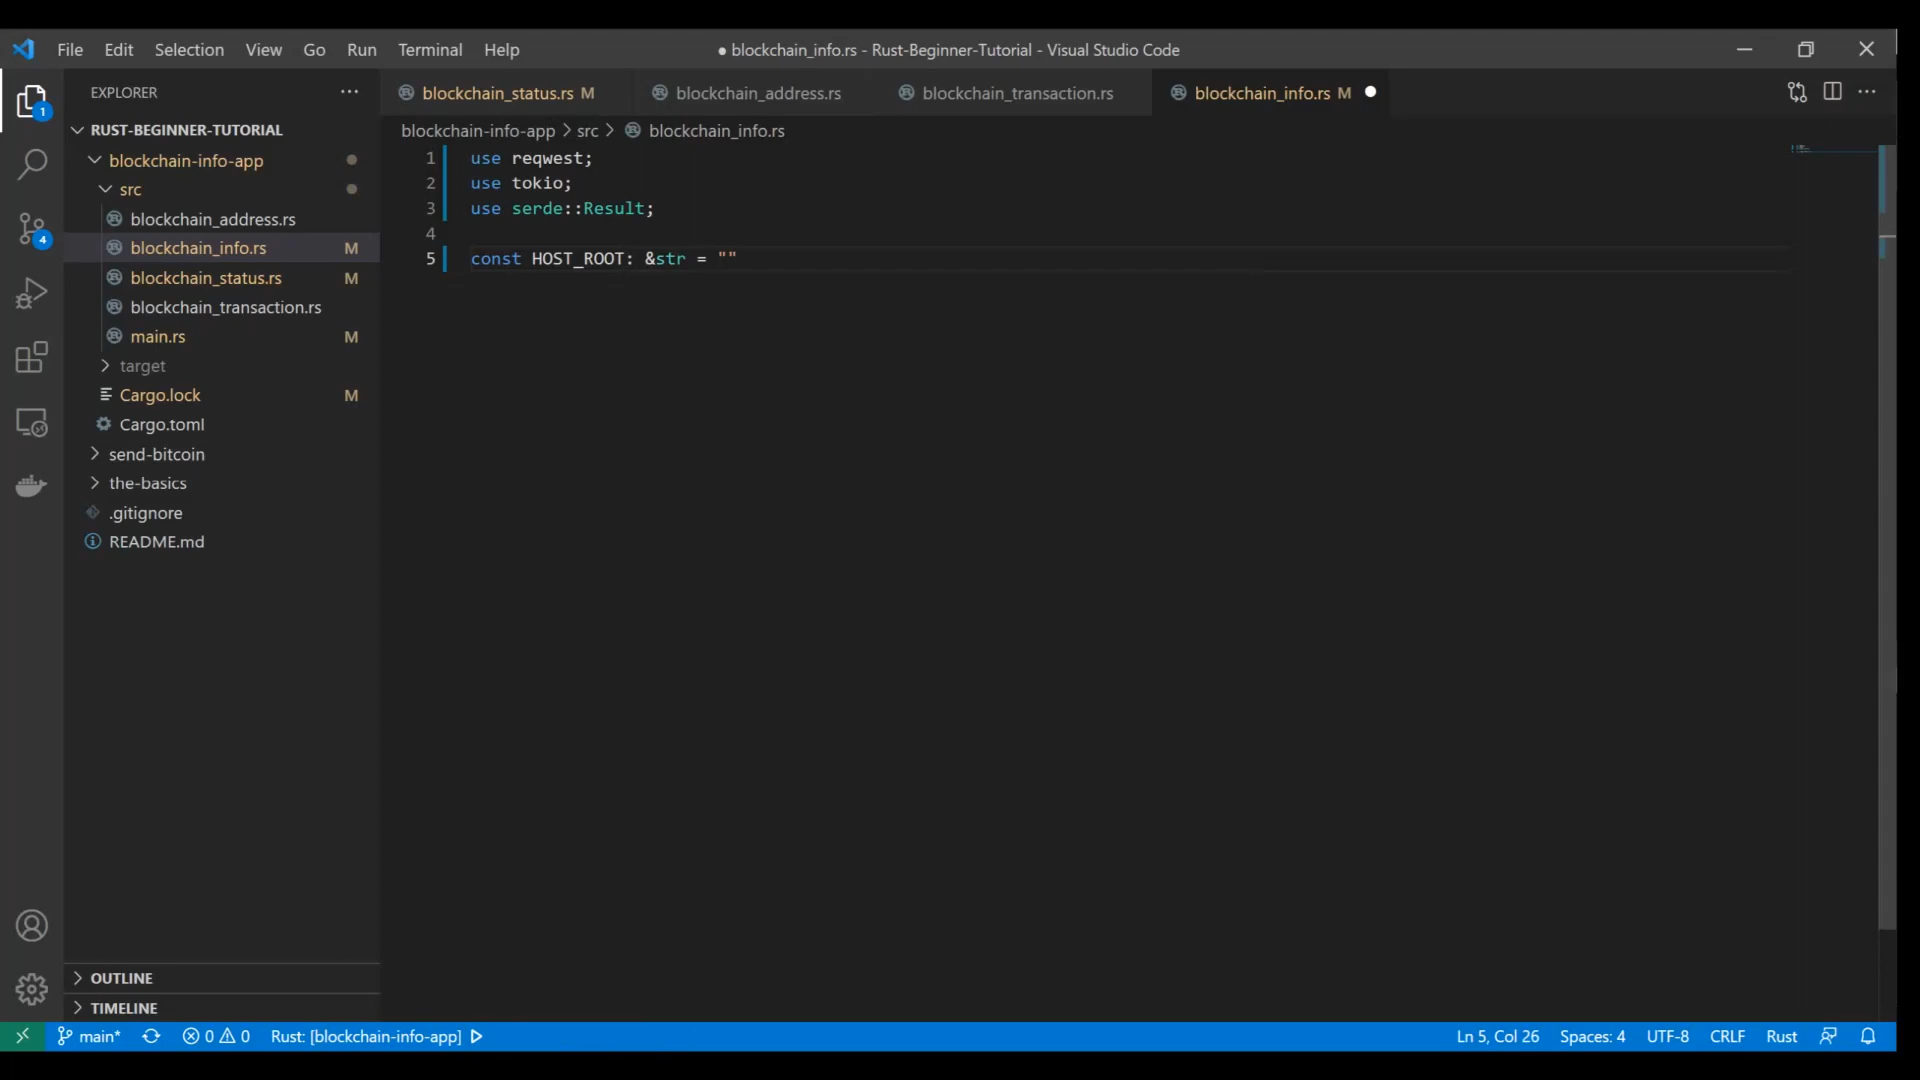 File Edit Selection View Go Run Terminal Help
● blockchain_info.rs - Rust-Beginner-Tutorial - Visual Studio Code
EXPLORER
blockchain_status.rs M
blockchain_address.rs
blockchain_transaction.rs
blockchain_info.rs M
RUST-BEGINNER-TUTORIAL
blockchain-info-app
src
blockchain_address.rs
blockchain_info.rs M
blockchain_status.rs M
blockchain_transaction.rs
main.rs M
target
Cargo.lock M
Cargo.toml
send-bitcoin
the-basics
.gitignore
README.md
OUTLINE
TIMELINE
1
4
blockchain-info-app > src > blockchain_info.rs
1 use reqwest;
2 use tokio;
3 use serde::Result;
4
5 const HOST_ROOT: &str = ""
main* 0 0 Rust: [blockchain-info-app]
Ln 5, Col 26 Spaces: 4 UTF-8 CRLF Rust